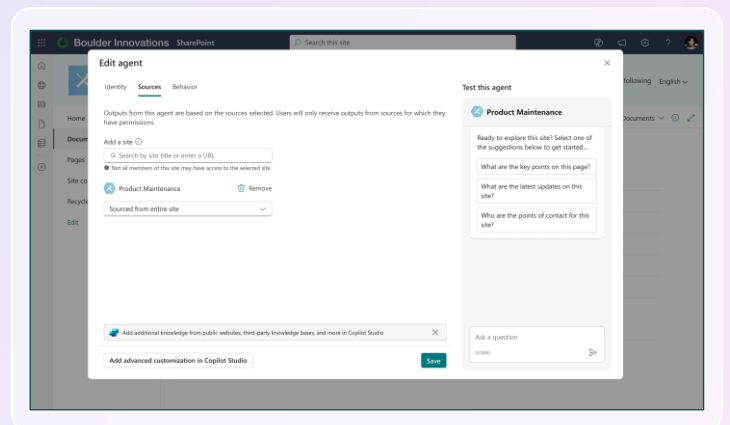 Boulder Innovations SharePoint
Search this site
?
Edit agent
Identity Sources Behavior
Outputs from this agent are based on the sources selected. Users will only receive outputs from sources for which they
have permissions.
Add a site
Search by site title or enter a URL
Not all members of this site may have access to the selected site.
Product Maintenance Remove
Sourced from entire site
Add additional knowledge from public websites, third-party knowledge bases, and more in Copilot Studio
Add advanced customization in Copilot Studio
Save
Test this agent
Product Maintenance
Ready to explore this site? Select one of
the suggestions below to get started...
What are the key points on this page?
What are the latest updates on this
site?
Who are the points of contact for this
site?
Ask a question
Home
Docum
Pages
Site co
Recycle
Edit
following English
Documents